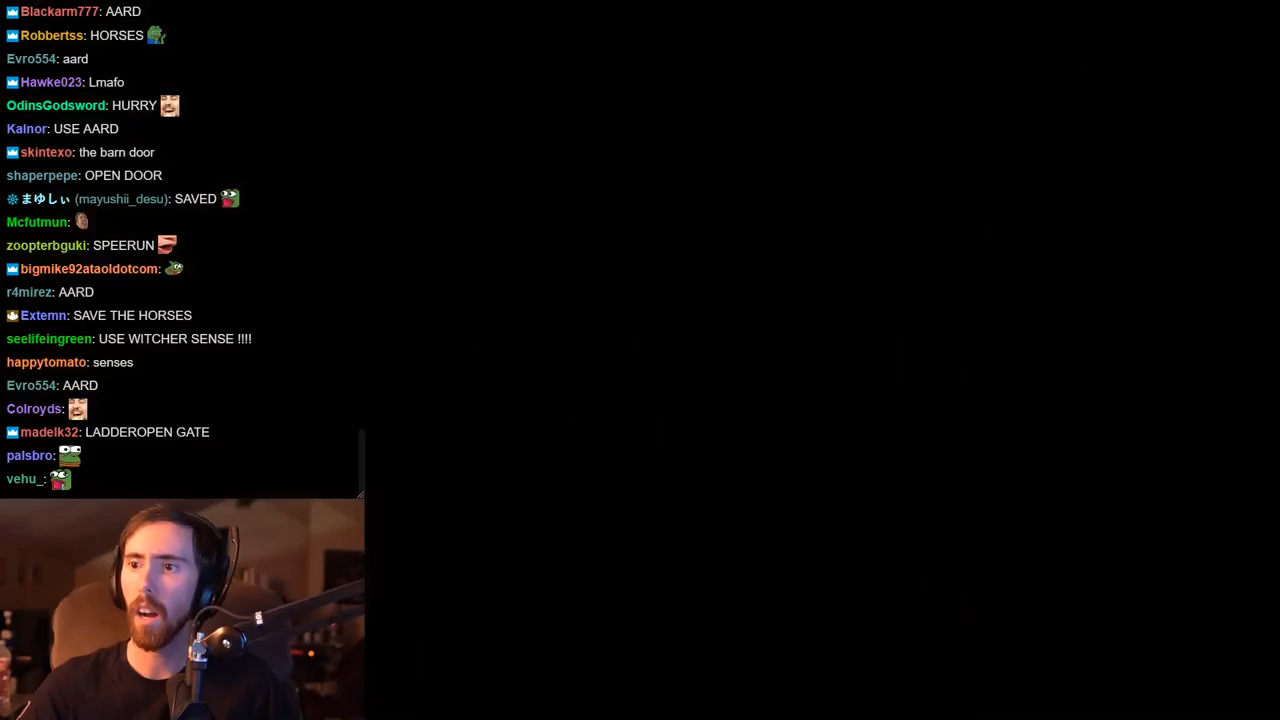 Blackarm777: AARD
Robbertss: HORSES
Evro554: aard
Hawke023: Lmafo
OdinsGodsword: HURRY
Kalnor: USE AARD
skintexo: the barn door
shaperpepe: OPEN DOOR
まゆしぃ (mayushii_desu): SAVED
Mcfutmun:
zoopterbguki: SPEERUN
bigmike92ataoldotcom:
r4mirez: AARD
Extemn: SAVE THE HORSES
seelifeingreen: USE WITCHER SENSE !!!!
happytomato: senses
Evro554: AARD
Colroyds:
madelk32: LADDEROPEN GATE
palsbro:
vehu_: